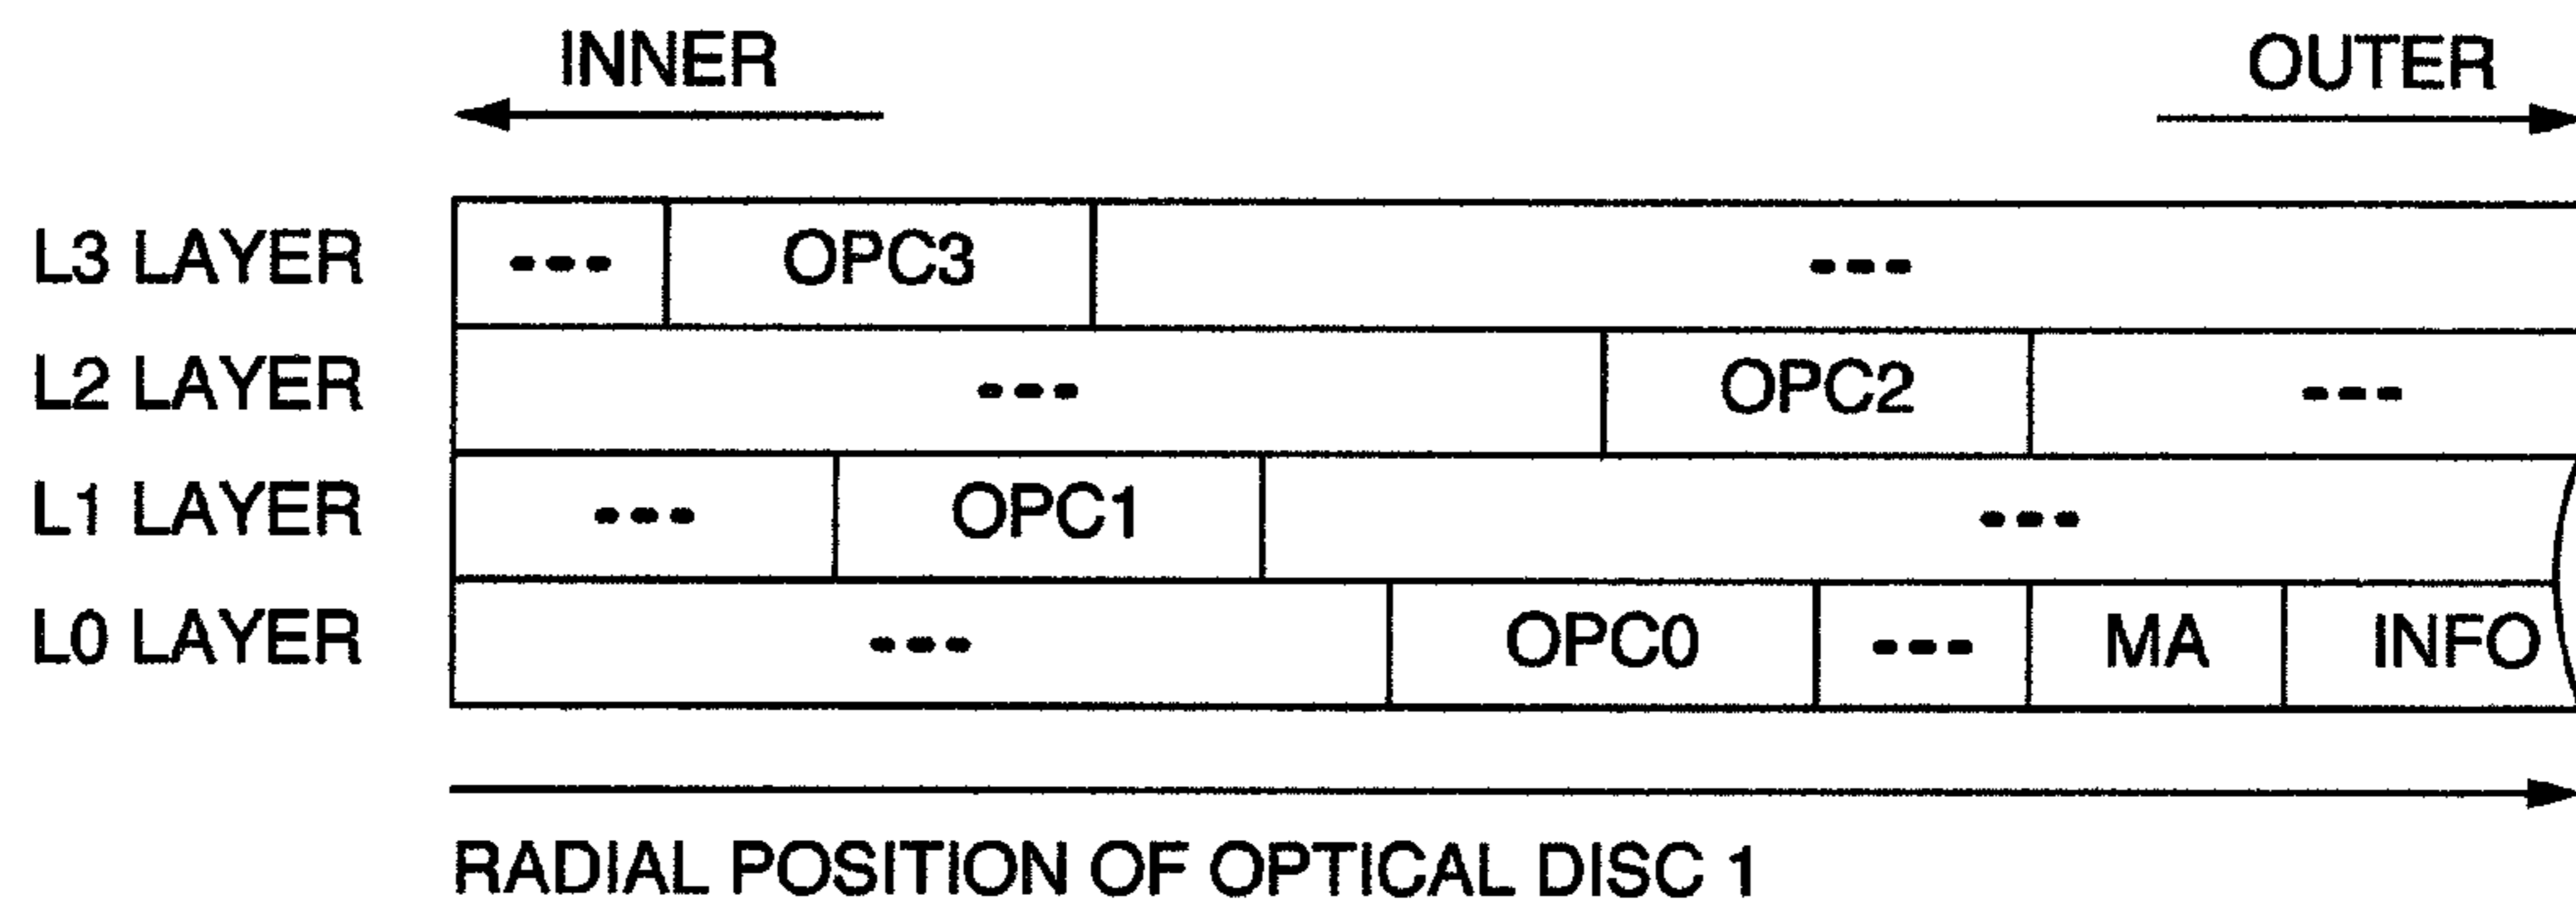 INNER OUTER
L3 LAYER --- OPC3 ---
L2 LAYER --- OPC2 ---
L1 LAYER --- OPC1 ---
L0 LAYER --- OPC0 --- MA INFO
RADIAL POSITION OF OPTICAL DISC 1